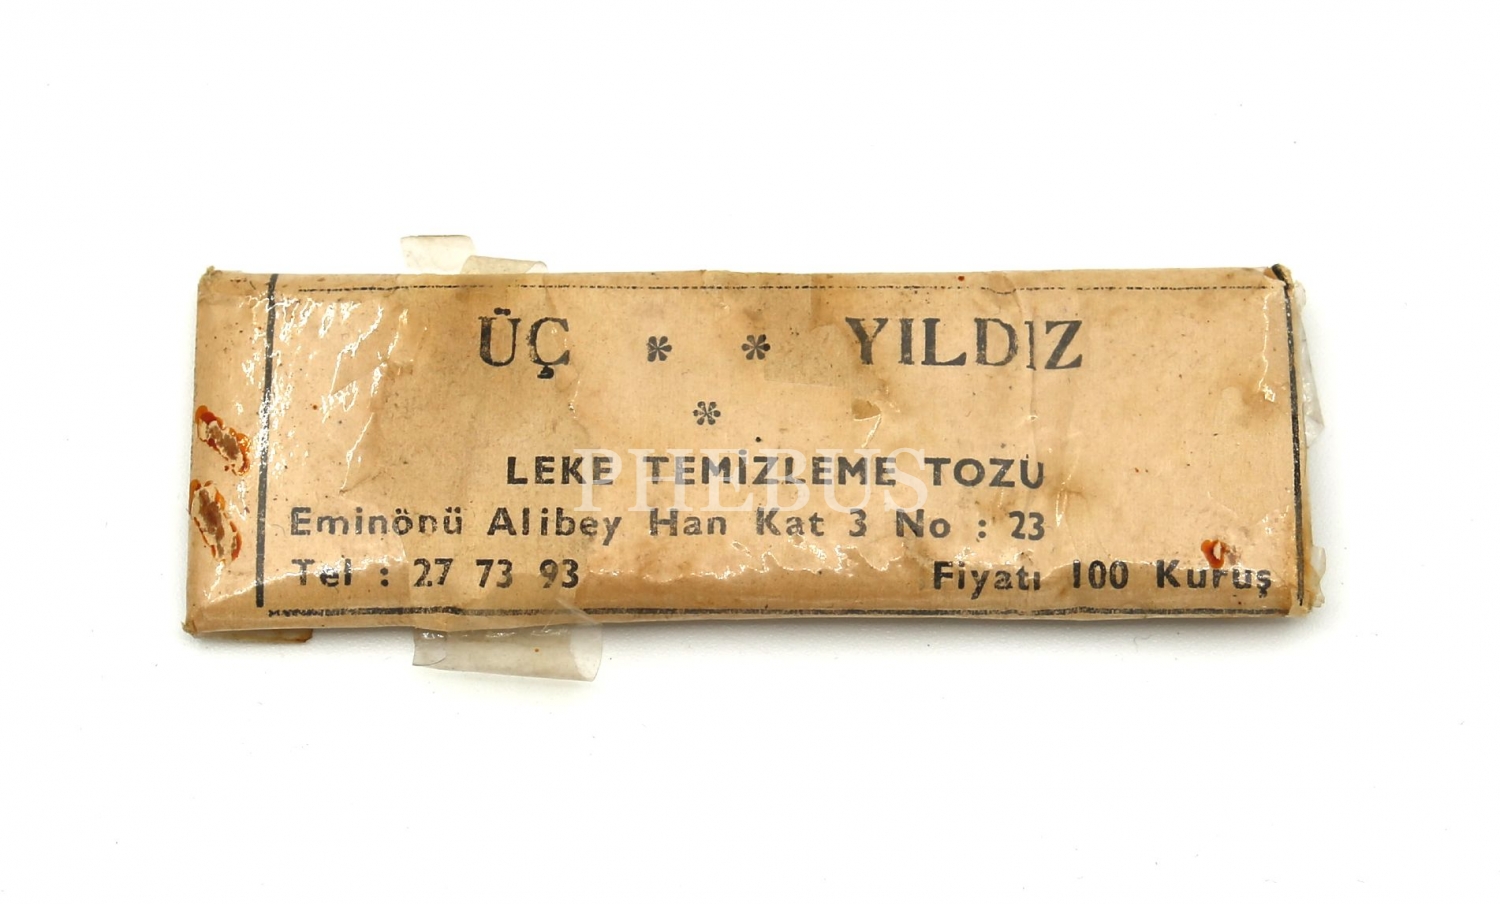 ÜÇ * * YILDIZ
*
LEKE TEMİZLEME TOZU
PHEBUS
Eminönü Alibey Han Kat 3 No : 23
Tel : 27 73 93 Fiyatı 100 Kuruş